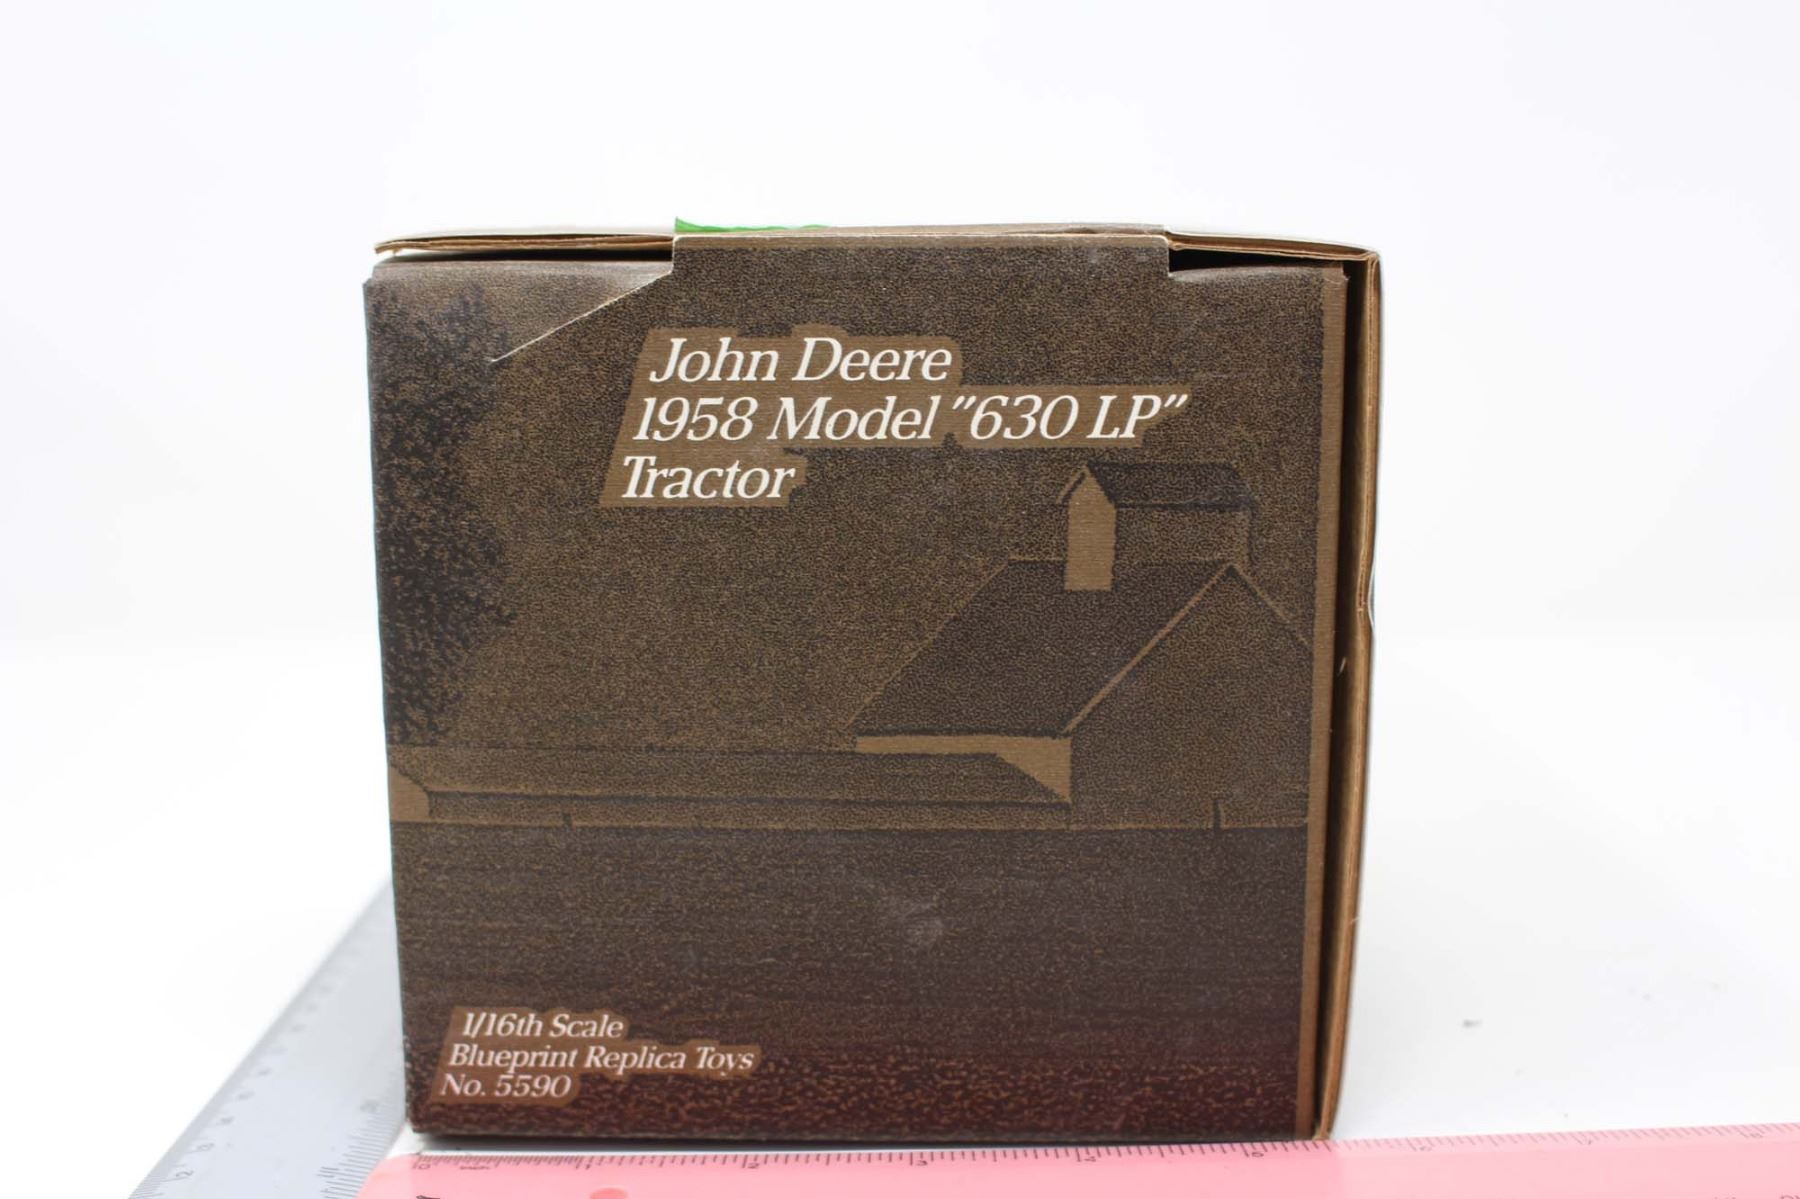 John Deere
1958 Model "630 LP"
Tractor
1/16th Scale
Blueprint Replica Toys
No. 5590